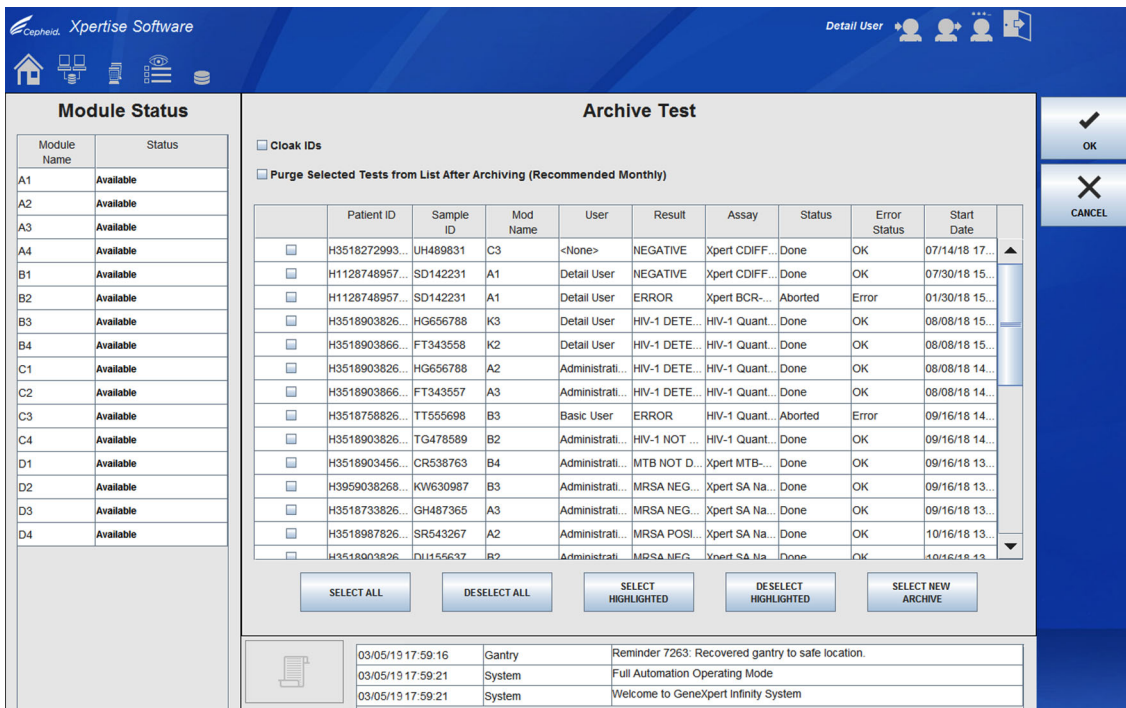 Cepheid. Xpertise Software
Detail User
Module Status
Module Name Status
A1 Available
A2 Available
A3 Available
A4 Available
B1 Available
B2 Available
B3 Available
B4 Available
C1 Available
C2 Available
C3 Available
C4 Available
D1 Available
D2 Available
D3 Available
D4 Available
Archive Test
Cloak IDs
Purge Selected Tests from List After Archiving (Recommended Monthly)
Patient ID Sample ID Mod Name User Result Assay Status Error Status Start Date
H3518272993... UH489831 C3 <None> NEGATIVE Xpert CDIFF... Done OK 07/14/18 17...
H1128748957... SD142231 A1 Detail User NEGATIVE Xpert CDIFF... Done OK 07/30/18 15...
H1128748957... SD142231 A1 Detail User ERROR Xpert BCR-... Aborted Error 01/30/18 15...
H3518903826... HG656788 K3 Detail User HIV-1 DETE... HIV-1 Quant... Done OK 08/08/18 15...
H3518903866... FT343558 K2 Detail User HIV-1 DETE... HIV-1 Quant... Done OK 08/08/18 15...
H3518903826... HG656788 A2 Administrati... HIV-1 DETE... HIV-1 Quant... Done OK 08/08/18 14...
H3518903866... FT343557 A3 Administrati... HIV-1 DETE... HIV-1 Quant... Done OK 08/08/18 14...
H3518758826... TT555698 B3 Basic User ERROR HIV-1 Quant... Aborted Error 09/16/18 14...
H3518903826... TG478589 B2 Administrati... HIV-1 NOT ... HIV-1 Quant... Done OK 09/16/18 14...
H3518903456... CR538763 B4 Administrati... MTB NOT D... Xpert MTB-... Done OK 09/16/18 13...
H3959038268... KW630987 B3 Administrati... MRSA NEG... Xpert SA Na... Done OK 09/16/18 13...
H3518733826... GH487365 A3 Administrati... MRSA NEG... Xpert SA Na... Done OK 09/16/18 13...
H3518987826... SR543267 A2 Administrati... MRSA POSI... Xpert SA Na... Done OK 10/16/18 13...
H3518903826... DU155637 B2 Administrati... MRSA NEG... Xpert SA Na... Done OK 10/16/18 13...
SELECT ALL
DESELECT ALL
SELECT HIGHLIGHTED
DESELECT HIGHLIGHTED
SELECT NEW ARCHIVE
03/05/19 17:59:16 Gantry Reminder 7263: Recovered gantry to safe location.
03/05/19 17:59:21 System Full Automation Operating Mode
03/05/19 17:59:21 System Welcome to GeneXpert Infinity System
OK
CANCEL